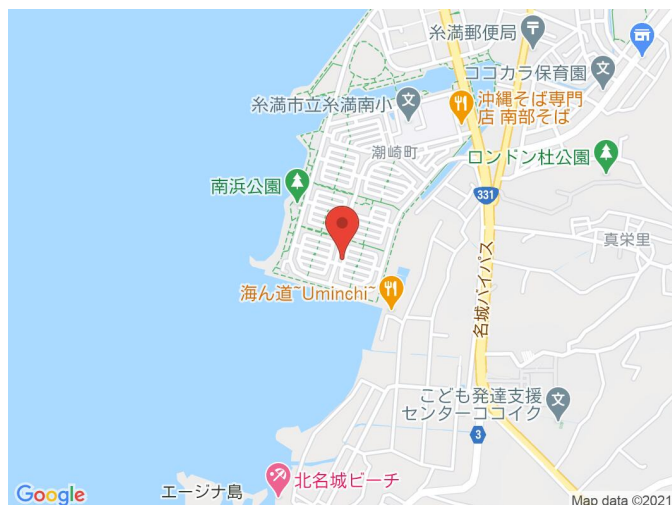 糸満郵便局
ココカラ保育園
糸満市立糸満南小
沖縄そば専門
店 南部そば
潮崎町
ロンドン杜公園
南浜公園
331
真栄里
海ん道~Uminchi~
名城バイパス
こども発達支援
センターココイク
3
北名城ビーチ
エージナ島
Google
Map data ©2021